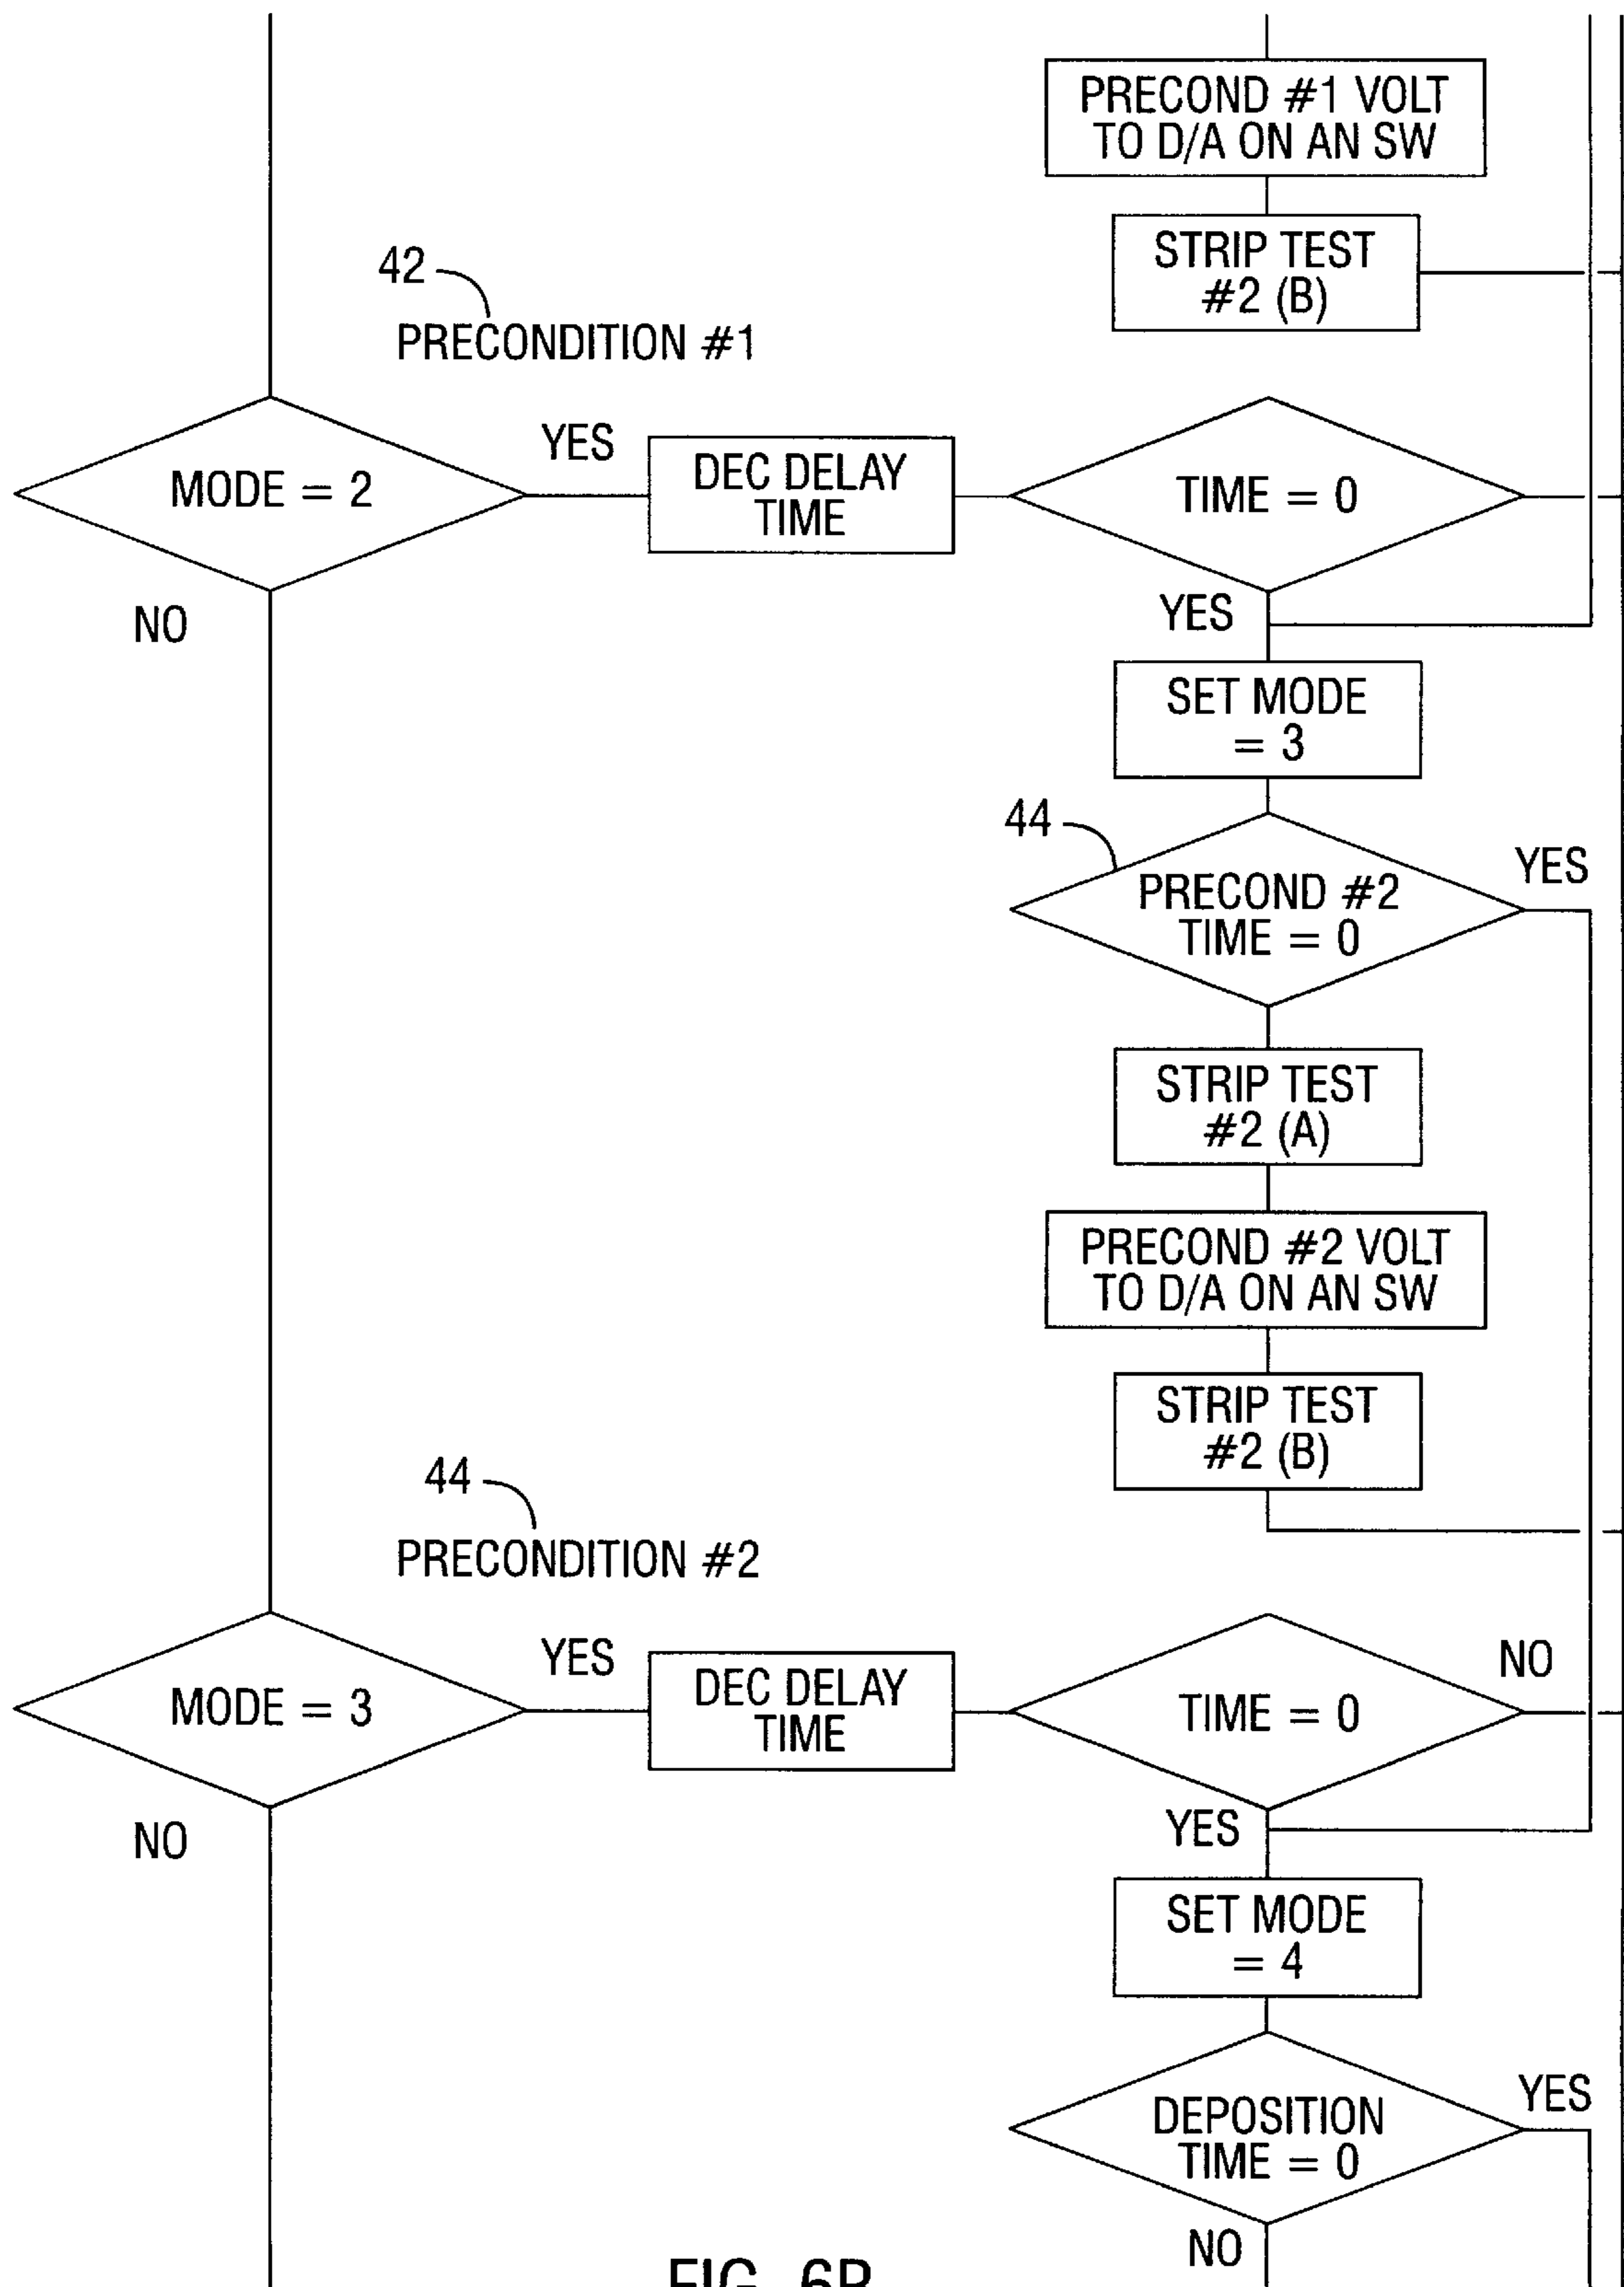 PRECOND #1 VOLT
TO D/A ON AN SW
STRIP TEST
#2 (B)
42
PRECONDITION #1
MODE = 2
YES
DEC DELAY
TIME
TIME = 0
NO
YES
SET MODE
= 3
44
PRECOND #2
TIME = 0
YES
STRIP TEST
#2 (A)
PRECOND #2 VOLT
TO D/A ON AN SW
STRIP TEST
#2 (B)
44
PRECONDITION #2
MODE = 3
YES
DEC DELAY
TIME
TIME = 0
NO
NO
YES
SET MODE
= 4
DEPOSITION
TIME = 0
YES
NO